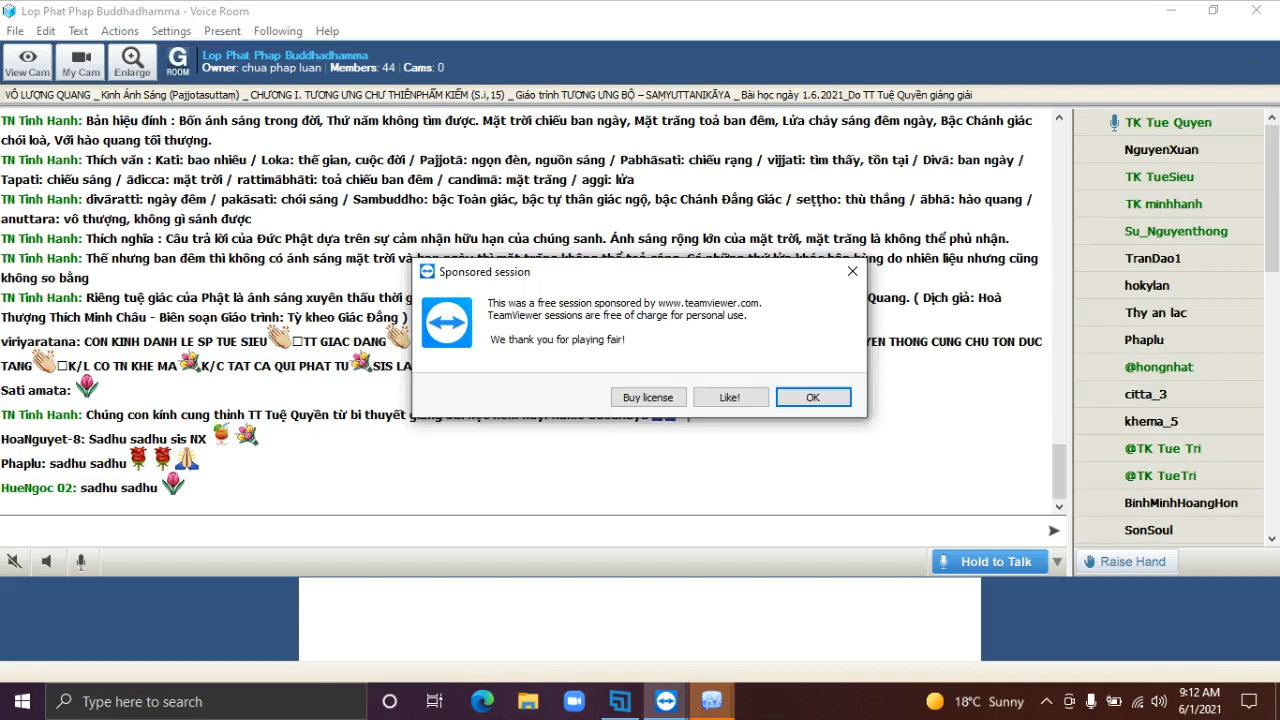 Lop Phat Phap Buddhadhamma - Voice Room
File Edit Text Actions Settings Present Following Help
View Cam My Cam Enlarge G ROOM
Lop Phat Phap Buddhadhamma
Owner: chua phap luan | Members: 44 | Cams: 0
VÔ LƯỢNG QUANG _Kinh Ánh Sáng (Pajjotasuttaṃ) _CHƯƠNG I. TƯƠNG ƯNG CHƯ THIÊNPHẨM KIẾM (S.i,15) _Giáo trình TƯƠNG ƯNG BỘ – SAṂYUTTANIKĀYA _Bài học ngày 1.6.2021_Do TT Tuệ Quyền giảng giải
TN Tinh Hanh: Bản hiệu đính : Bốn ánh sáng trong đời, Thứ năm không tìm được. Mặt trời chiếu ban ngày, Mặt trăng toả ban đêm, Lửa cháy sáng đêm ngày, Bậc Chánh giác
chói loà, Với hào quang tối thượng.
TN Tinh Hanh: Thích văn : Kati: bao nhiêu / Loka: thế gian, cuộc đời / Pajjotā: ngọn đèn, nguồn sáng / Pabhāsati: chiếu rạng / vijjati: tìm thấy, tồn tại / Divā: ban ngày /
Tapati: chiếu sáng / ādicca: mặt trời / rattimābhāti: toả chiếu ban đêm / candimā: mặt trăng / aggi: lửa
TN Tinh Hanh: divāratti: ngày đêm / pakāsati: chói sáng / Sambuddho: bậc Toàn giác, bậc tự thân giác ngộ, bậc Chánh Đẳng Giác / seṭṭho: thù thắng / ābhā: hào quang /
anuttara: vô thượng, không gì sánh được
TN Tinh Hanh: Thích nghĩa : Câu trả lời của Đức Phật dựa trên sự cảm nhận hữu hạn của chúng sanh. Ánh sáng rộng lớn của mặt trời, mặt trăng là không thể phủ nhận.
TN Tinh Hanh: Thế nhưng ban đêm thì không có ánh sáng mặt trời và do nhiên liệu nhưng cũng
không so bằng
TN Tinh Hanh: Riêng tuệ giác của Phật là ánh sáng xuyên thấu thời Quang. ( Dịch giả: Hoà
Thượng Thích Minh Châu - Biên soạn Giáo trình: Tỳ kheo Giác Đẳng )
viriyaratana: CON KINH DANH LE SP TUE SIEU TT GIAC DANG THONG CUNG CHU TON DUC
TANG K/L CO TN KHE MA K/C TAT CA QUI PHAT TU SIS
Sati amata:
TN Tinh Hanh: Chúng con kính cung thỉnh TT Tuệ Quyền từ bi thuyết
HoaNguyet-8: Sadhu sadhu sis NX
Phaplu: sadhu sadhu
HueNgoc 02: sadhu sadhu
Sponsored session
This was a free session sponsored by www.teamviewer.com.
TeamViewer sessions are free of charge for personal use.
We thank you for playing fair!
Buy license Like! OK
TK Tue Quyen
NguyenXuan
TK TueSieu
TK minhhanh
Su_Nguyenthong
TranDao1
hokylan
Thy an lac
Phaplu
@hongnhat
citta_3
khema_5
@TK Tue Tri
@TK TueTri
BinhMinhHoangHon
SonSoul
Hold to Talk
Raise Hand
Type here to search
18°C Sunny
9:12 AM
6/1/2021